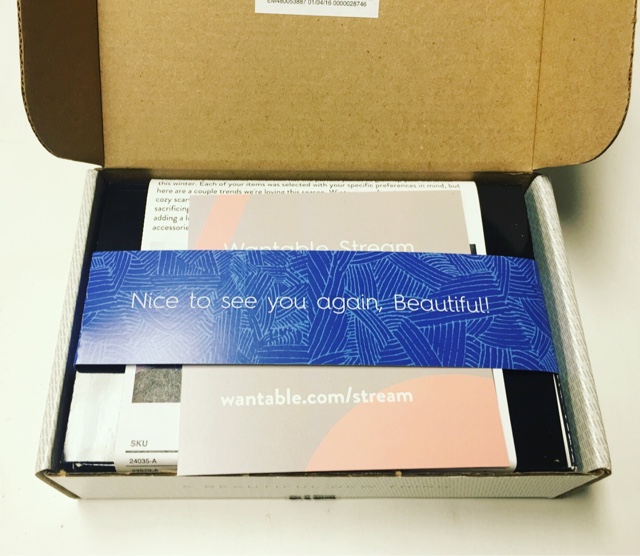 EM480053887 01/04/16 0000028746
this winter. Each of your items was selected with your specific preferences in mind, but
here are a couple trends we're loving this season.
cozy scar
sacrificing
adding a l
accessorie
Wantable Stream
Nice to see you again, Beautiful!
wantable.com/stream
SKU
24035-A